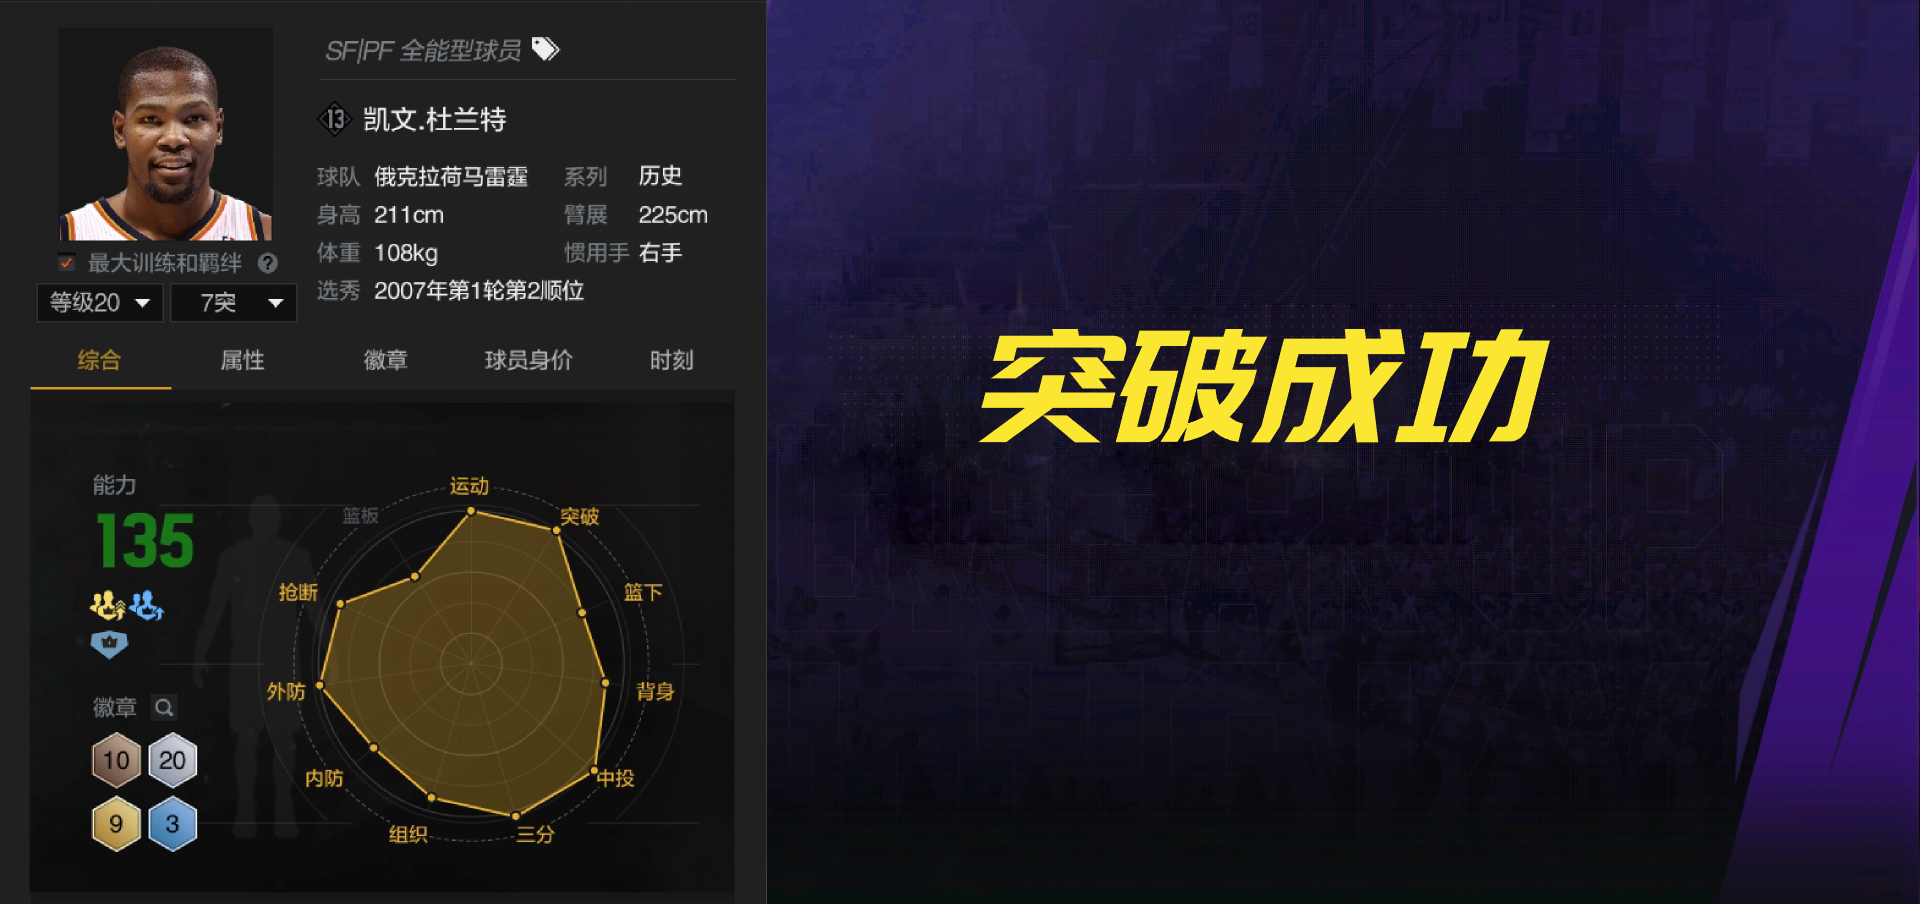 SF|PF 全能型球员
13 凯文.杜兰特
球队 俄克拉荷马雷霆 系列 历史
身高 211cm 臂展 225cm
体重 108kg 惯用手 右手
选秀 2007年第1轮第2顺位
最大训练和羁绊 ?
等级20 7突
综合 属性 徽章 球员身价 时刻
能力
135
徽章
10 20
9 3
运动
突破
篮下
背身
中投
三分
组织
内防
外防
抢断
篮板
突破成功